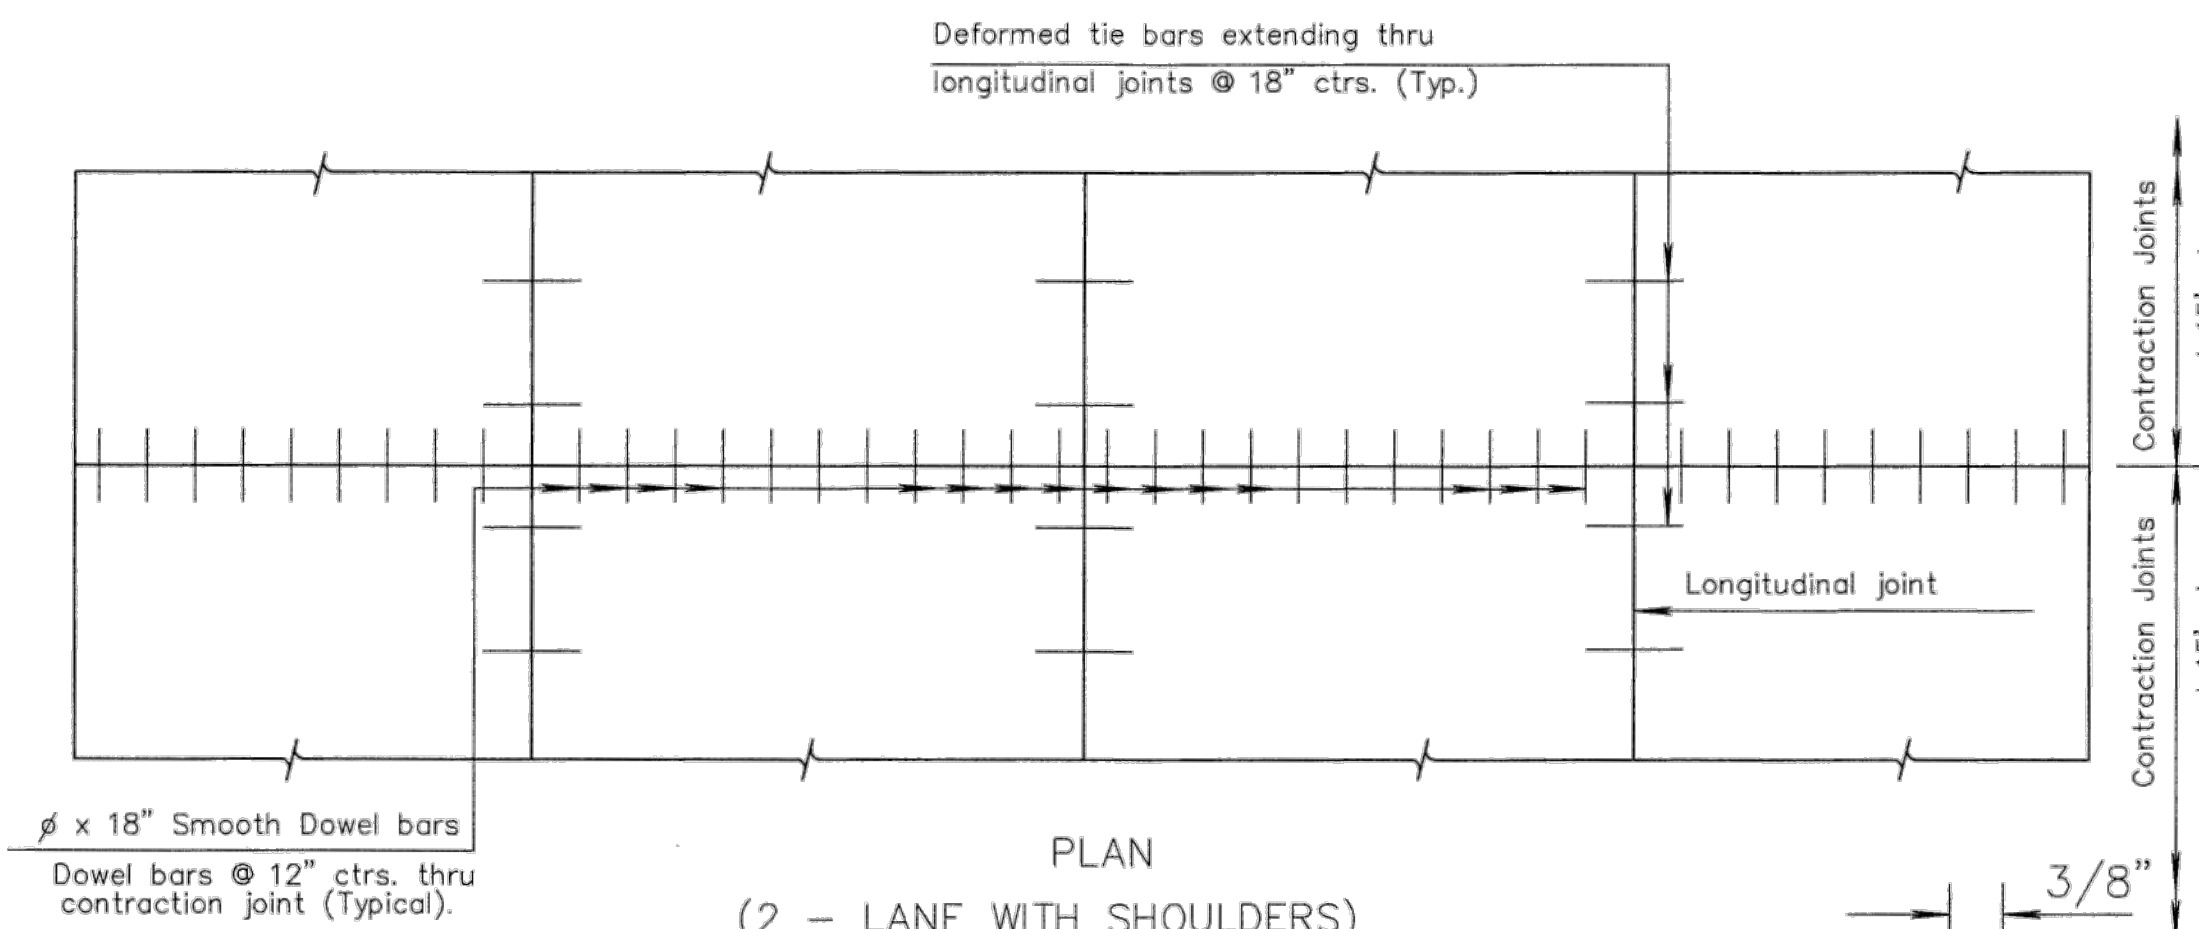 Deformed tie bars extending thru
longitudinal joints @ 18" ctrs. (Typ.)
Contraction Joints
Contraction Joints
Longitudinal joint
ø x 18" Smooth Dowel bars
Dowel bars @ 12" ctrs. thru
contraction joint (Typical).
PLAN
(2 - LANE WITH SHOULDERS)
3/8"